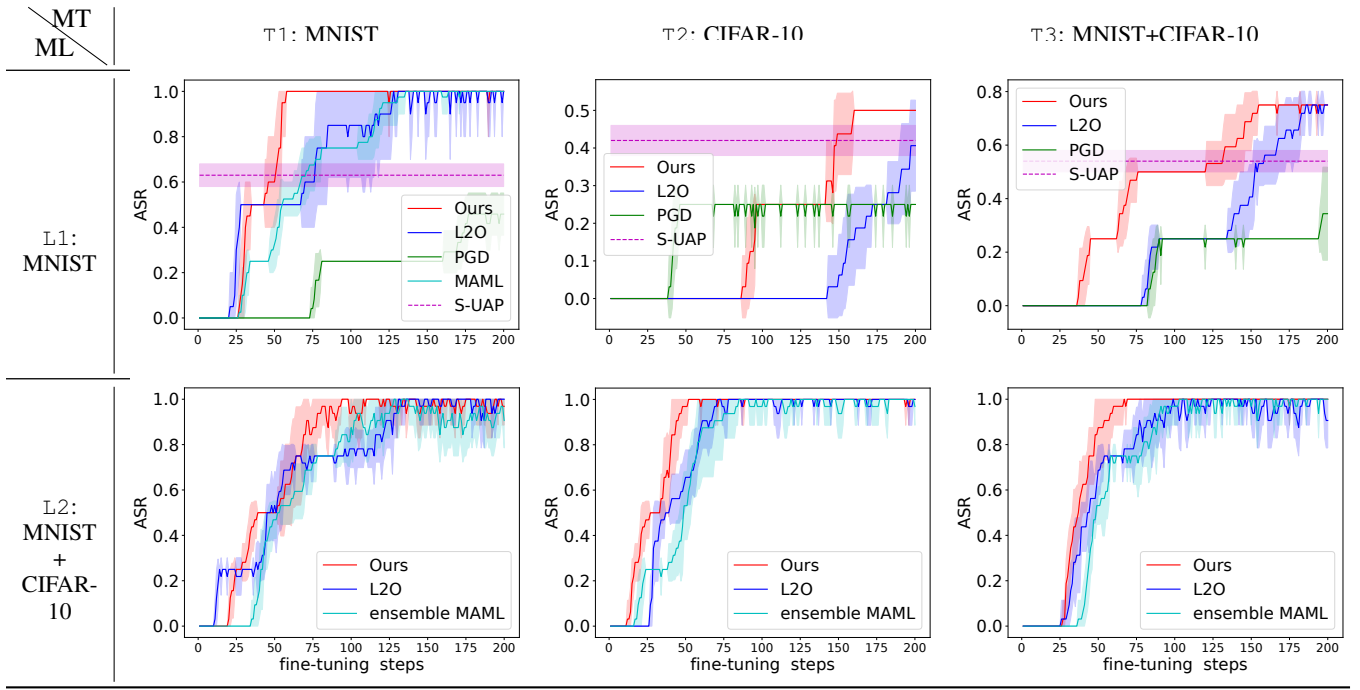 MT
ML
T1: MNIST
T2: CIFAR-10
T3: MNIST+CIFAR-10
L1:
MNIST
ASR
1.0
0.8
0.6
0.4
0.2
0.0
0 25 50 75 100 125 150 175 200
Ours
L2O
PGD
MAML
S-UAP
ASR
0.5
0.4
0.3
0.2
0.1
0.0
0 25 50 75 100 125 150 175 200
Ours
L2O
PGD
S-UAP
ASR
0.8
0.6
0.4
0.2
0.0
0 25 50 75 100 125 150 175 200
Ours
L2O
PGD
S-UAP
L2:
MNIST
+
CIFAR-
10
ASR
1.0
0.8
0.6
0.4
0.2
0.0
0 25 50 75 100 125 150 175 200
fine-tuning steps
Ours
L2O
ensemble MAML
ASR
1.0
0.8
0.6
0.4
0.2
0.0
0 25 50 75 100 125 150 175 200
fine-tuning steps
Ours
L2O
ensemble MAML
ASR
1.0
0.8
0.6
0.4
0.2
0.0
0 25 50 75 100 125 150 175 200
fine-tuning steps
Ours
L2O
ensemble MAML